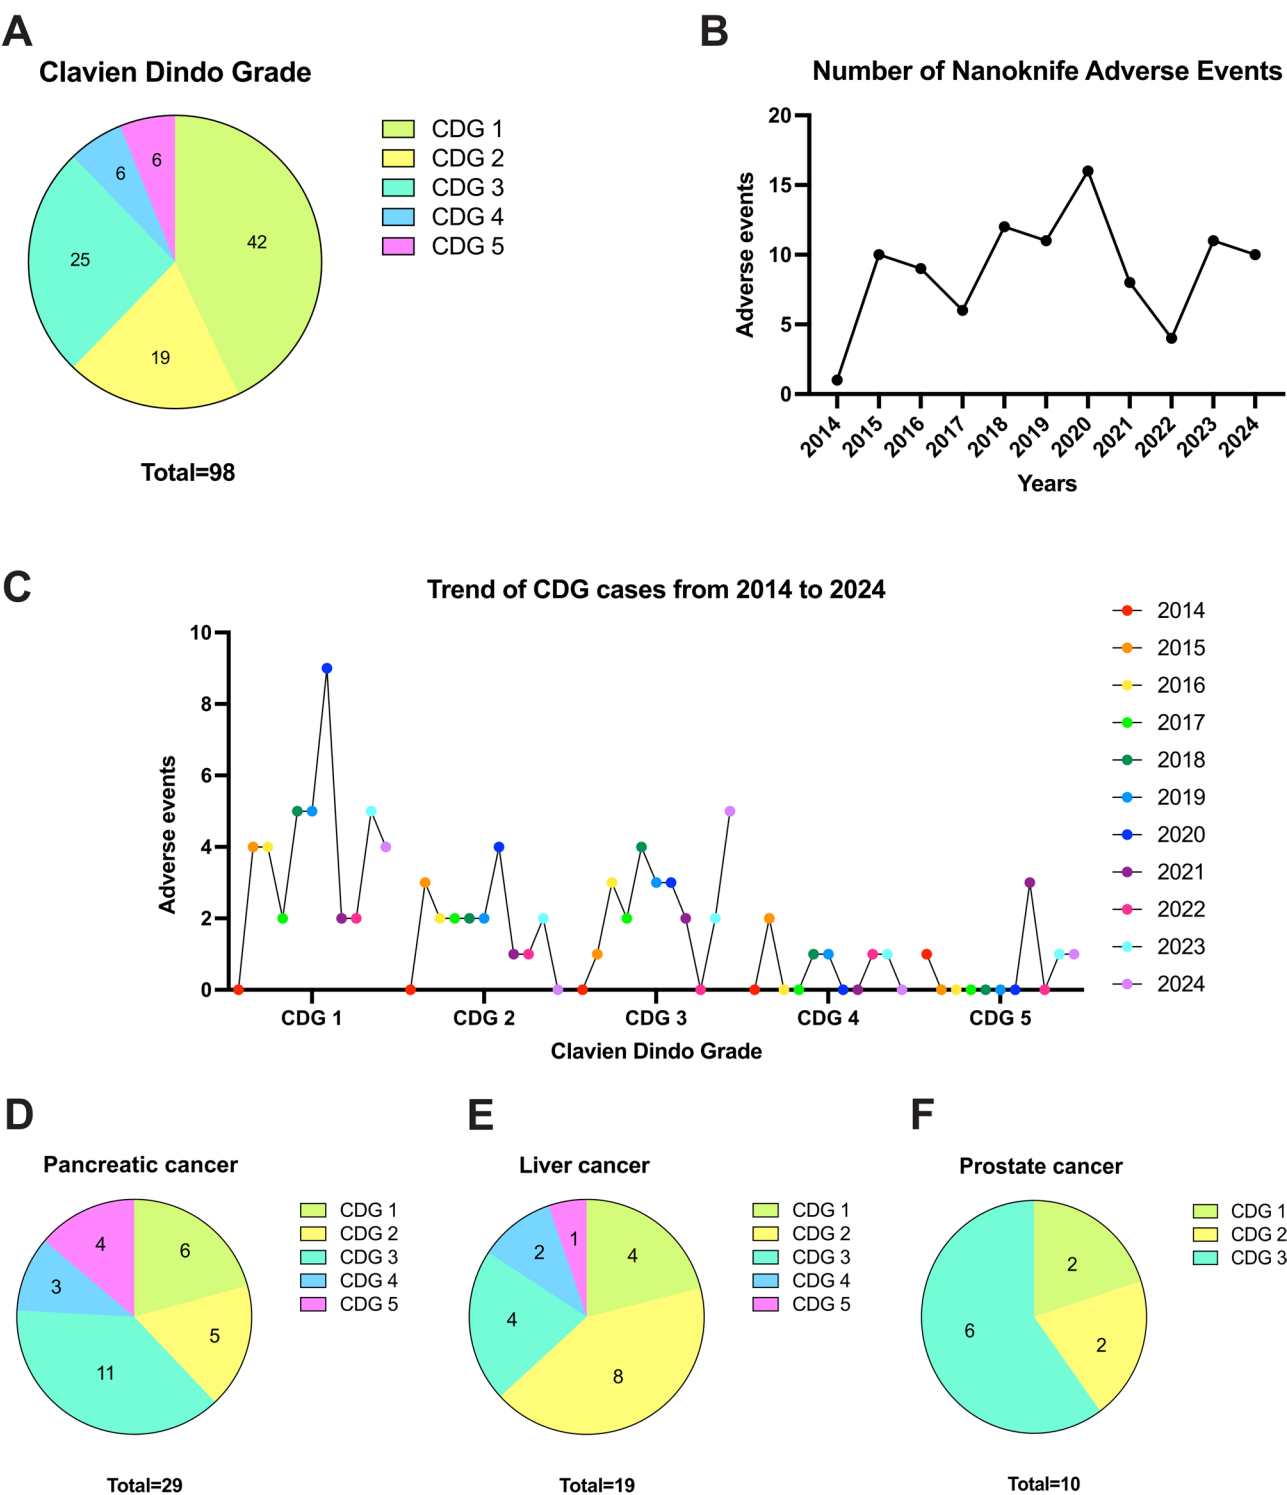 A
Clavien Dindo Grade
CDG 1
CDG 2
CDG 3
CDG 4
CDG 5
6
6
42
25
19
Total=98
B
Number of Nanoknife Adverse Events
Adverse events
20
15
10
5
0
2014
2015
2016
2017
2018
2019
2020
2021
2022
2023
2024
Years
C
Trend of CDG cases from 2014 to 2024
Adverse events
10
8
6
4
2
0
CDG 1
CDG 2
CDG 3
CDG 4
CDG 5
Clavien Dindo Grade
2014
2015
2016
2017
2018
2019
2020
2021
2022
2023
2024
D
Pancreatic cancer
4
6
3
5
11
CDG 1
CDG 2
CDG 3
CDG 4
CDG 5
Total=29
E
Liver cancer
1
2
4
4
8
CDG 1
CDG 2
CDG 3
CDG 4
CDG 5
Total=19
F
Prostate cancer
2
6
2
CDG 1
CDG 2
CDG 3
Total=10